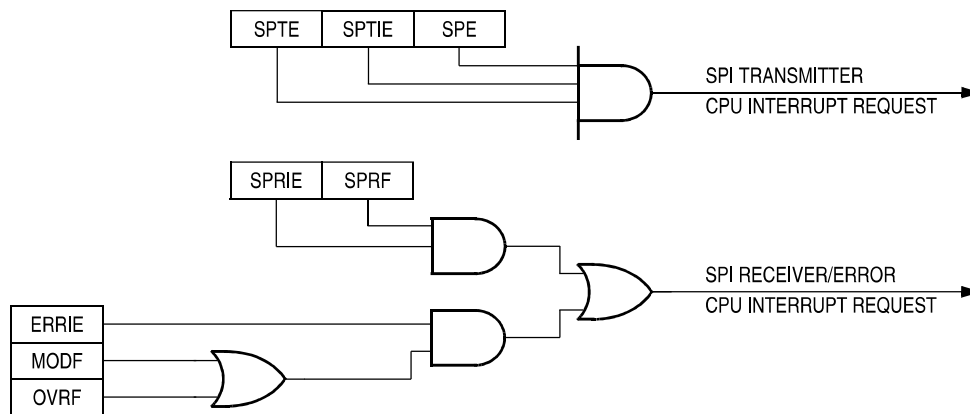 SPTE SPTIE SPE
SPI TRANSMITTER
CPU INTERRUPT REQUEST
SPRIE SPRF
SPI RECEIVER/ERROR
CPU INTERRUPT REQUEST
ERRIE
MODF
OVRF